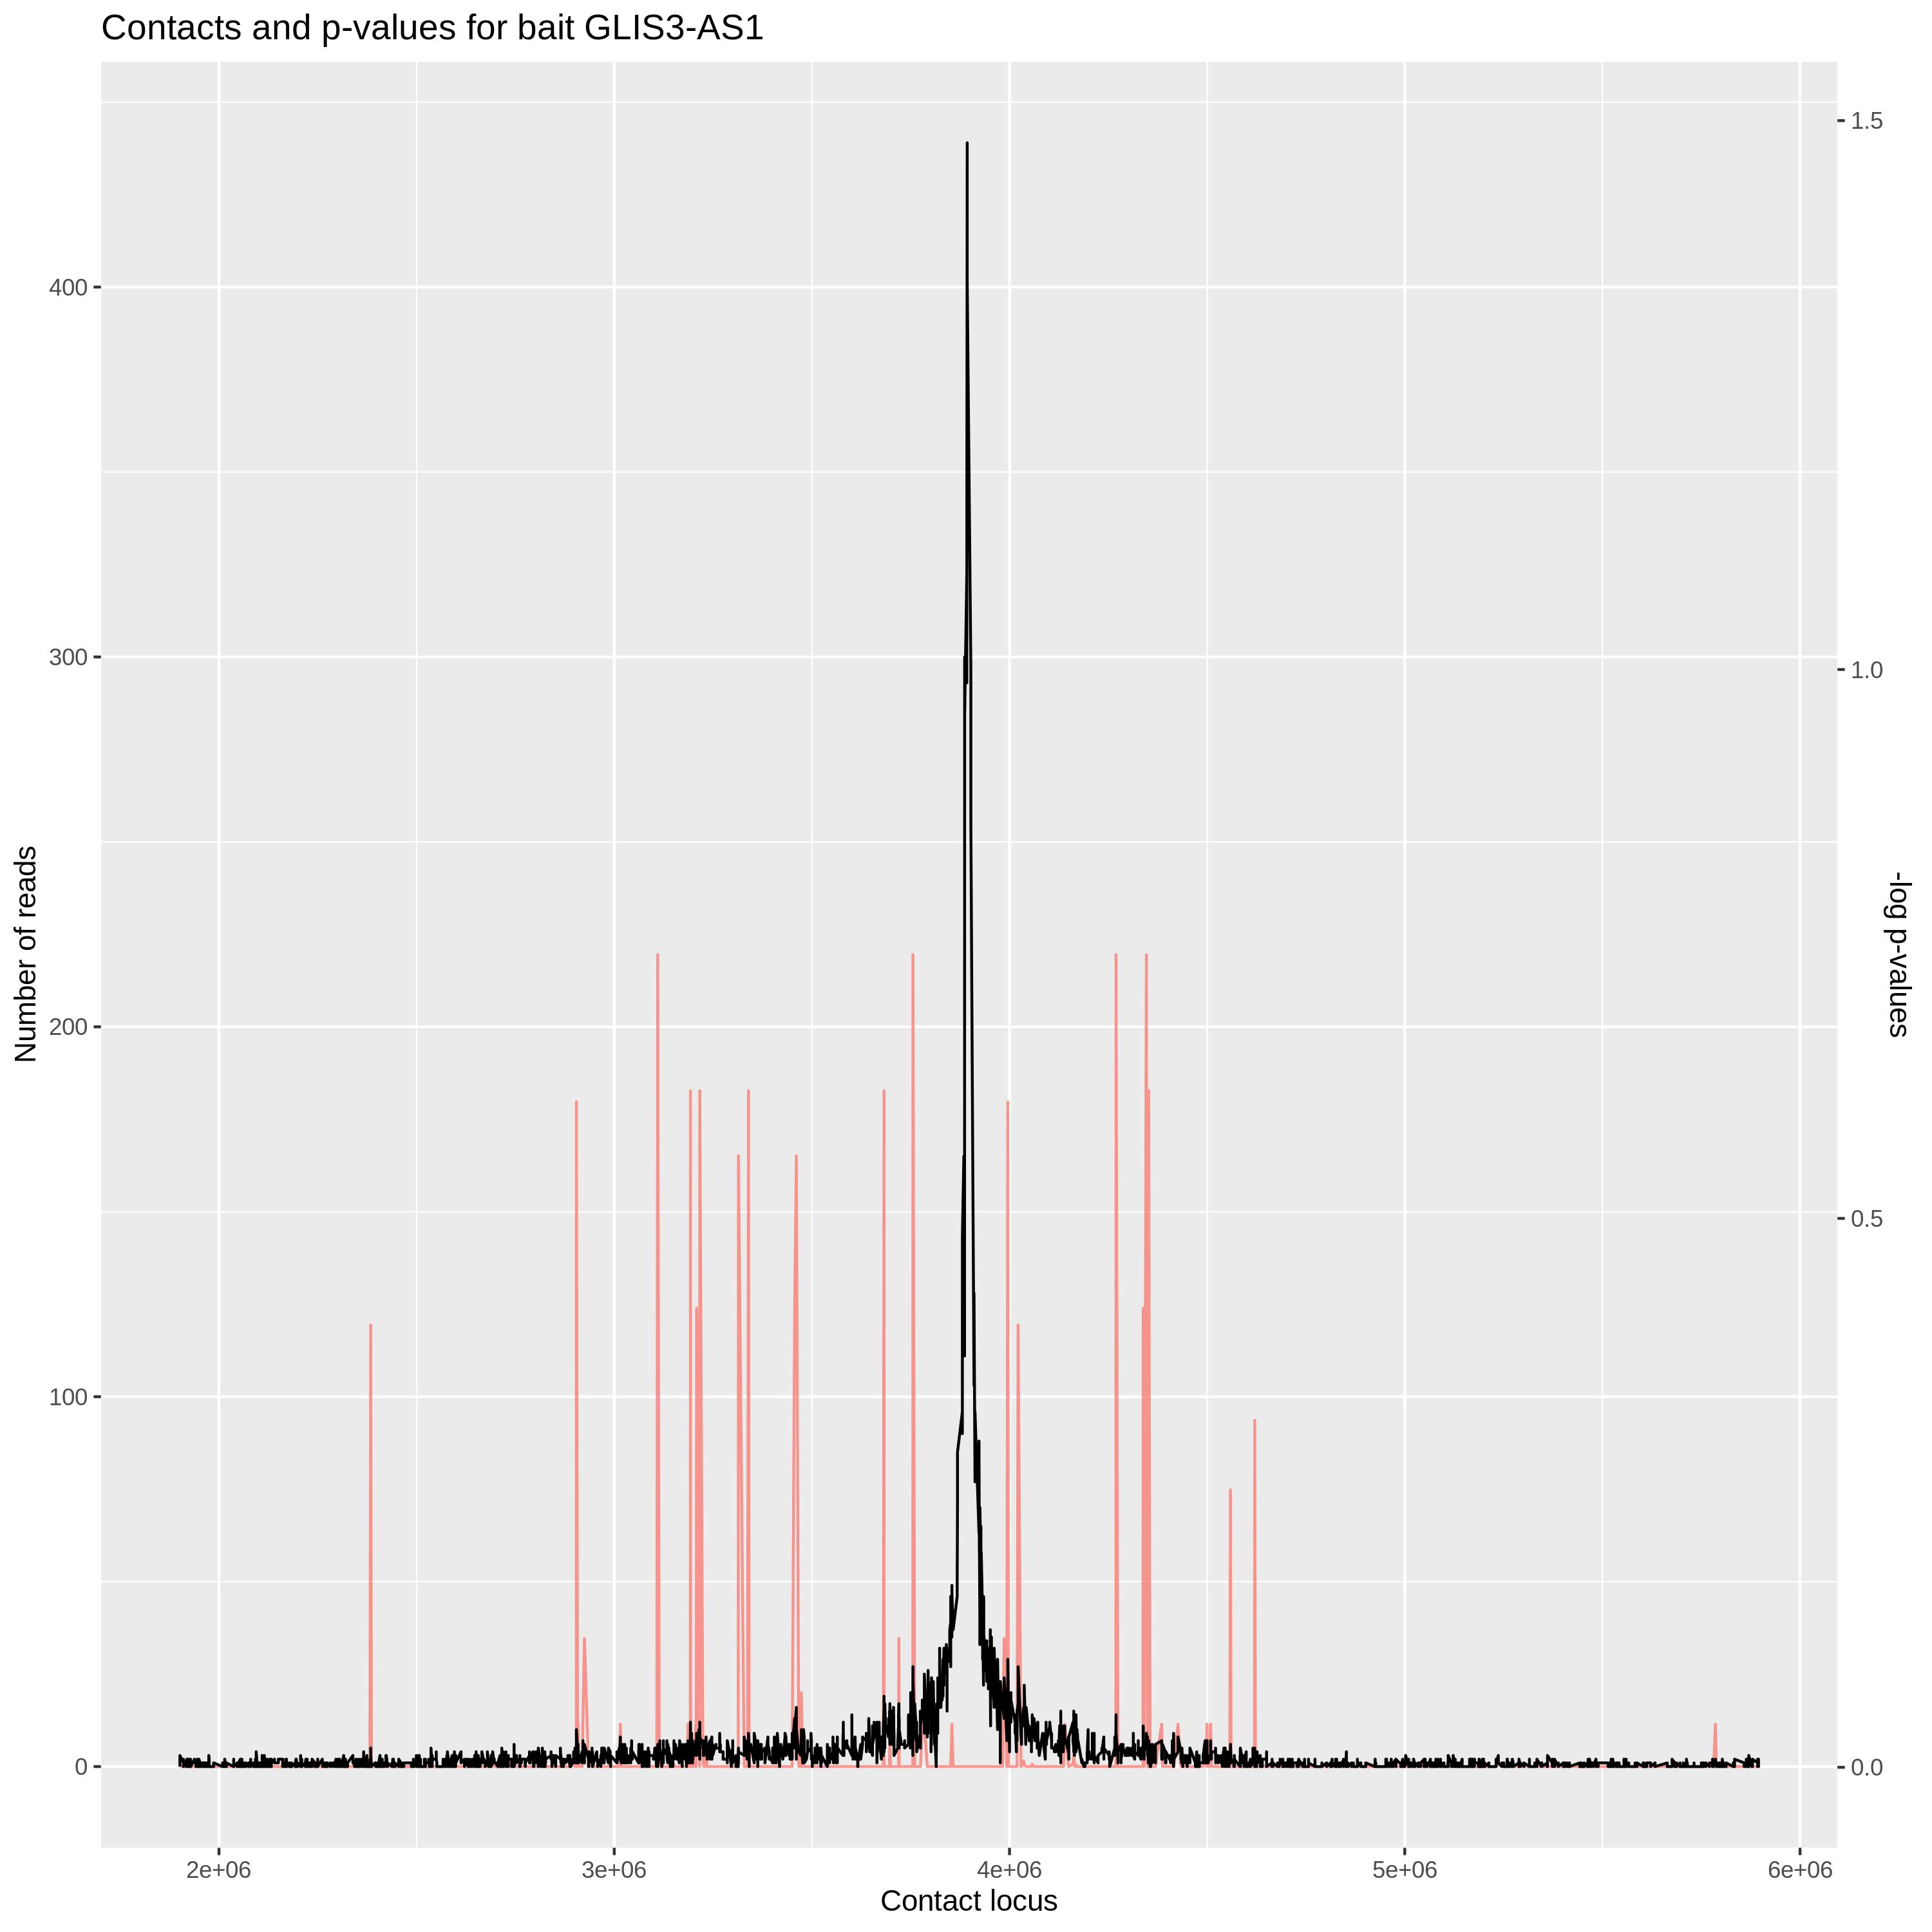 Contacts and p-values for bait GLIS3-AS1
1.5
400
300
1.0
Number of reads
-log p-values
200
0.5
100
0
0.0
2e+06
3e+06
4e+06
5e+06
6e+06
Contact locus